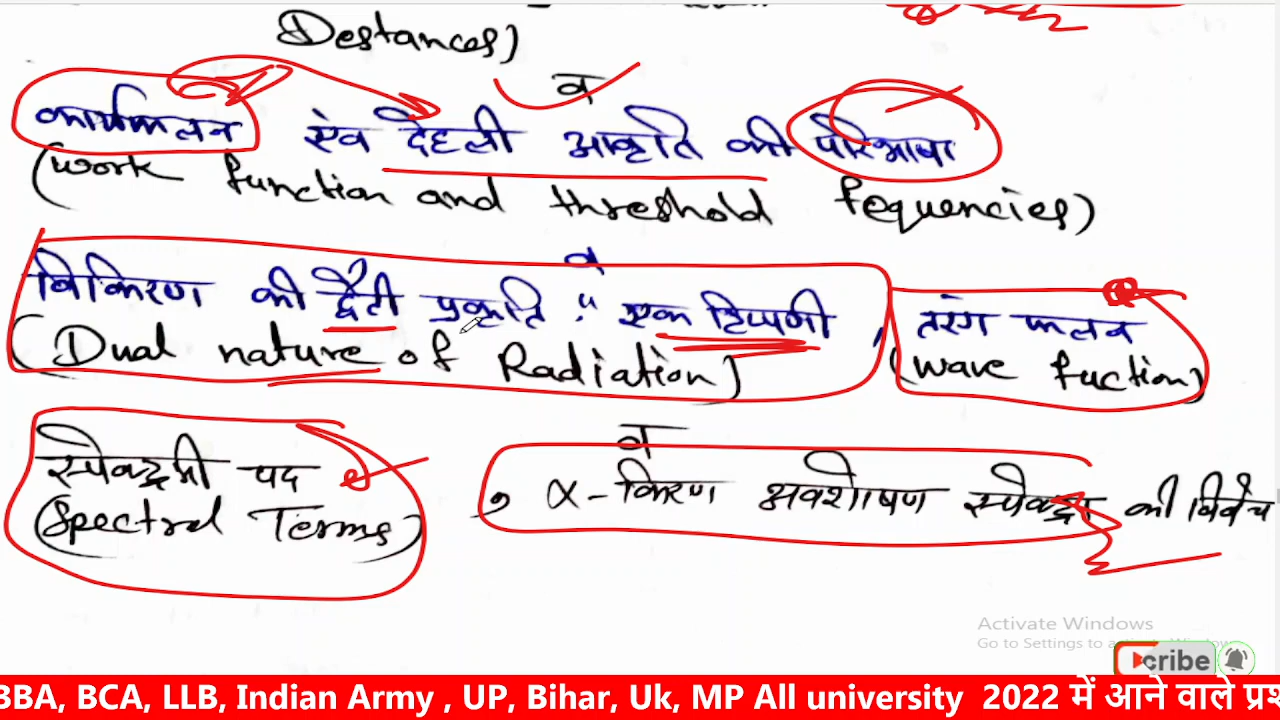 Destances)
व
कार्यफलन एंव देहली आवृति की परिभाषा
(work function and threshold fequencies)
व
विकिरण की द्वैती प्रकृति ". एक टिप्पणी , तरंग फलन
(Dual nature of Radiation) (wave fuction)
व
स्पेक्ट्रमी पद , α-किरण अवशोषण स्पेक्ट्रा की विवेच
(Spectral Terms)
Activate Windows
Go to Settings to activate Windows.
cribe
BBA, BCA, LLB, Indian Army , UP, Bihar, Uk, MP All university 2022 में आने वाले प्रश